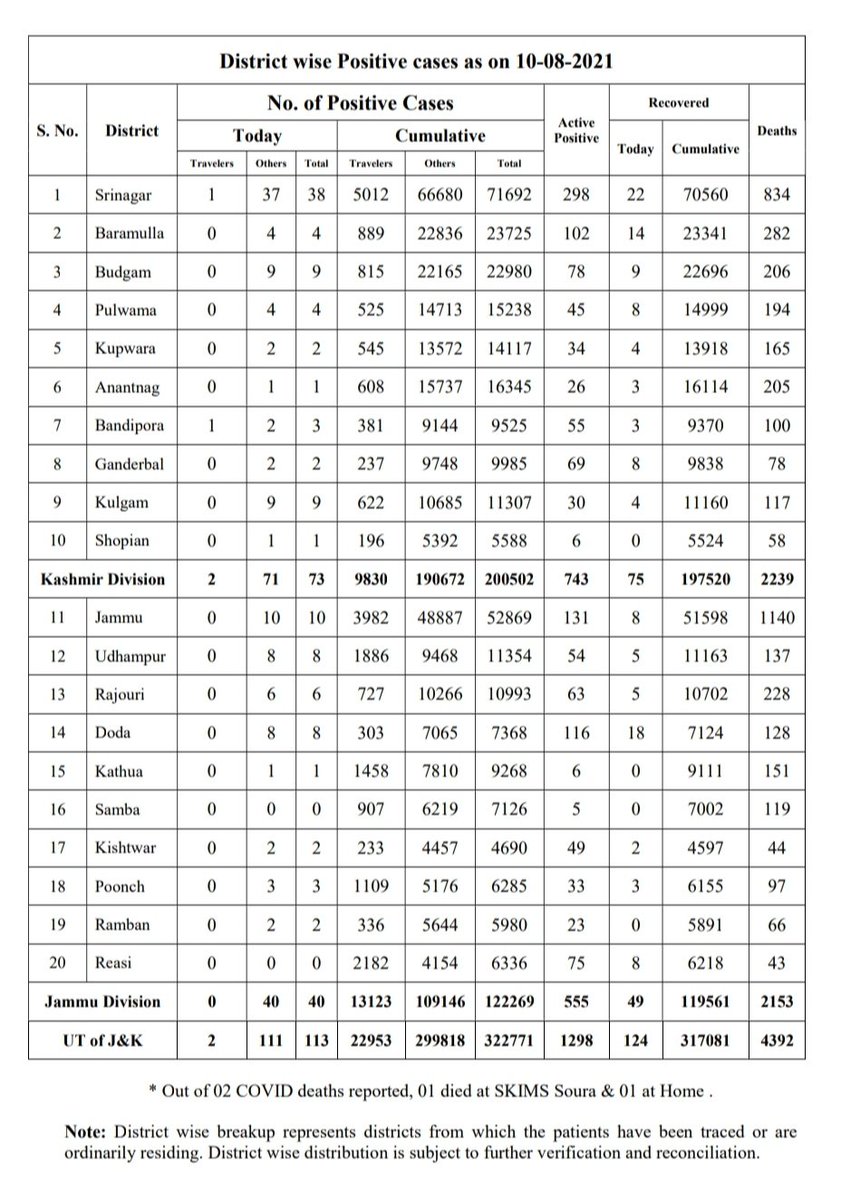 District wise Positive cases as on 10-08-2021
S. No. District No. of Positive Cases Active Positive Recovered Deaths
Today Cumulative Today Cumulative
Travelers Others Total Travelers Others Total
1 Srinagar 1 37 38 5012 66680 71692 298 22 70560 834
2 Baramulla 0 4 4 889 22836 23725 102 14 23341 282
3 Budgam 0 9 9 815 22165 22980 78 9 22696 206
4 Pulwama 0 4 4 525 14713 15238 45 8 14999 194
5 Kupwara 0 2 2 545 13572 14117 34 4 13918 165
6 Anantnag 0 1 1 608 15737 16345 26 3 16114 205
7 Bandipora 1 2 3 381 9144 9525 55 3 9370 100
8 Ganderbal 0 2 2 237 9748 9985 69 8 9838 78
9 Kulgam 0 9 9 622 10685 11307 30 4 11160 117
10 Shopian 0 1 1 196 5392 5588 6 0 5524 58
Kashmir Division 2 71 73 9830 190672 200502 743 75 197520 2239
11 Jammu 0 10 10 3982 48887 52869 131 8 51598 1140
12 Udhampur 0 8 8 1886 9468 11354 54 5 11163 137
13 Rajouri 0 6 6 727 10266 10993 63 5 10702 228
14 Doda 0 8 8 303 7065 7368 116 18 7124 128
15 Kathua 0 1 1 1458 7810 9268 6 0 9111 151
16 Samba 0 0 0 907 6219 7126 5 0 7002 119
17 Kishtwar 0 2 2 233 4457 4690 49 2 4597 44
18 Poonch 0 3 3 1109 5176 6285 33 3 6155 97
19 Ramban 0 2 2 336 5644 5980 23 0 5891 66
20 Reasi 0 0 0 2182 4154 6336 75 8 6218 43
Jammu Division 0 40 40 13123 109146 122269 555 49 119561 2153
UT of J&K 2 111 113 22953 299818 322771 1298 124 317081 4392
* Out of 02 COVID deaths reported, 01 died at SKIMS Soura & 01 at Home .
Note: District wise breakup represents districts from which the patients have been traced or are
ordinarily residing. District wise distribution is subject to further verification and reconciliation.